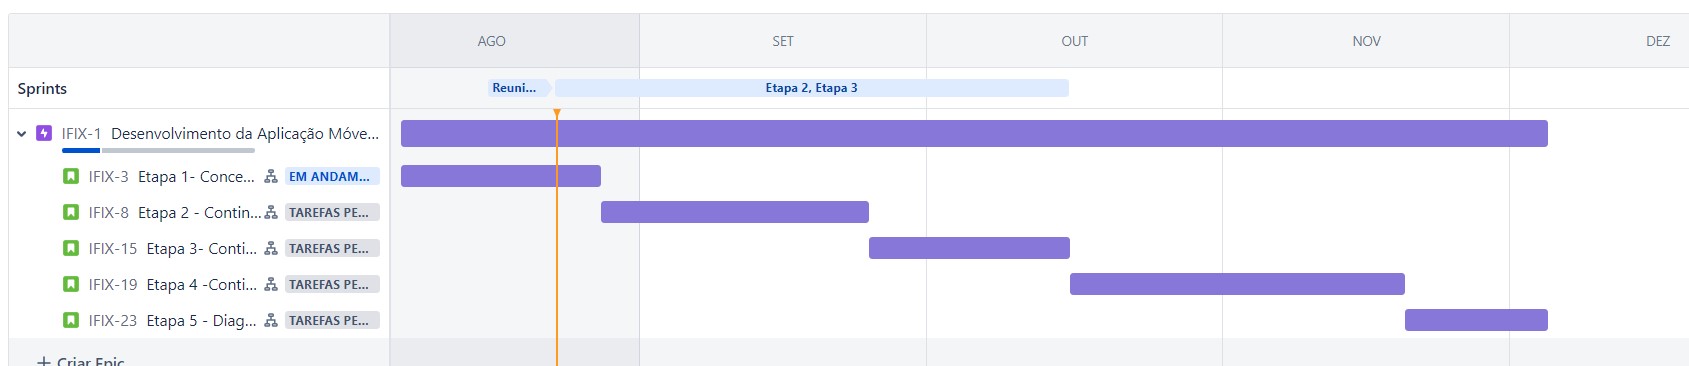 AGO SET OUT NOV DEZ
Sprints Reuni... Etapa 2, Etapa 3
IFIX-1 Desenvolvimento da Aplicação Móve...
IFIX-3 Etapa 1- Conce... EM ANDAM...
IFIX-8 Etapa 2 - Contin... TAREFAS PE...
IFIX-15 Etapa 3- Conti... TAREFAS PE...
IFIX-19 Etapa 4 -Conti... TAREFAS PE...
IFIX-23 Etapa 5 - Diag... TAREFAS PE...
+ Criar Epic